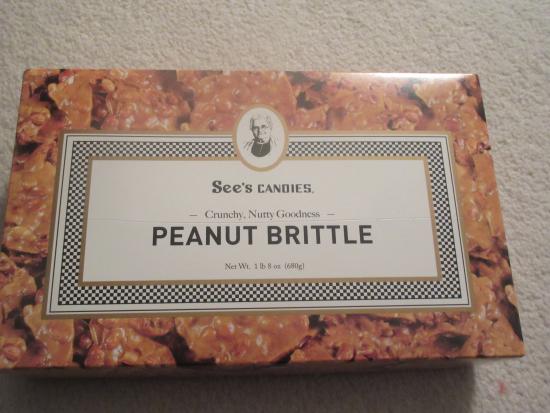 See's CANDIES.
— Crunchy, Nutty Goodness —
PEANUT BRITTLE
Net Wt. 1 lb 8 oz (680g)